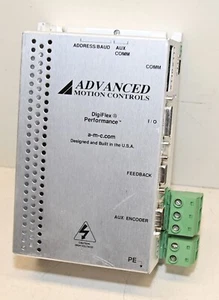 ADDRESS/BAUD
AUX
COMM
COMM
ADVANCED
MOTION CONTROLS
DigiFlex®
Performance™
I/O
a-m-c.com
Designed and Built in the U.S.A.
FEEDBACK
AUX ENCODER
PE